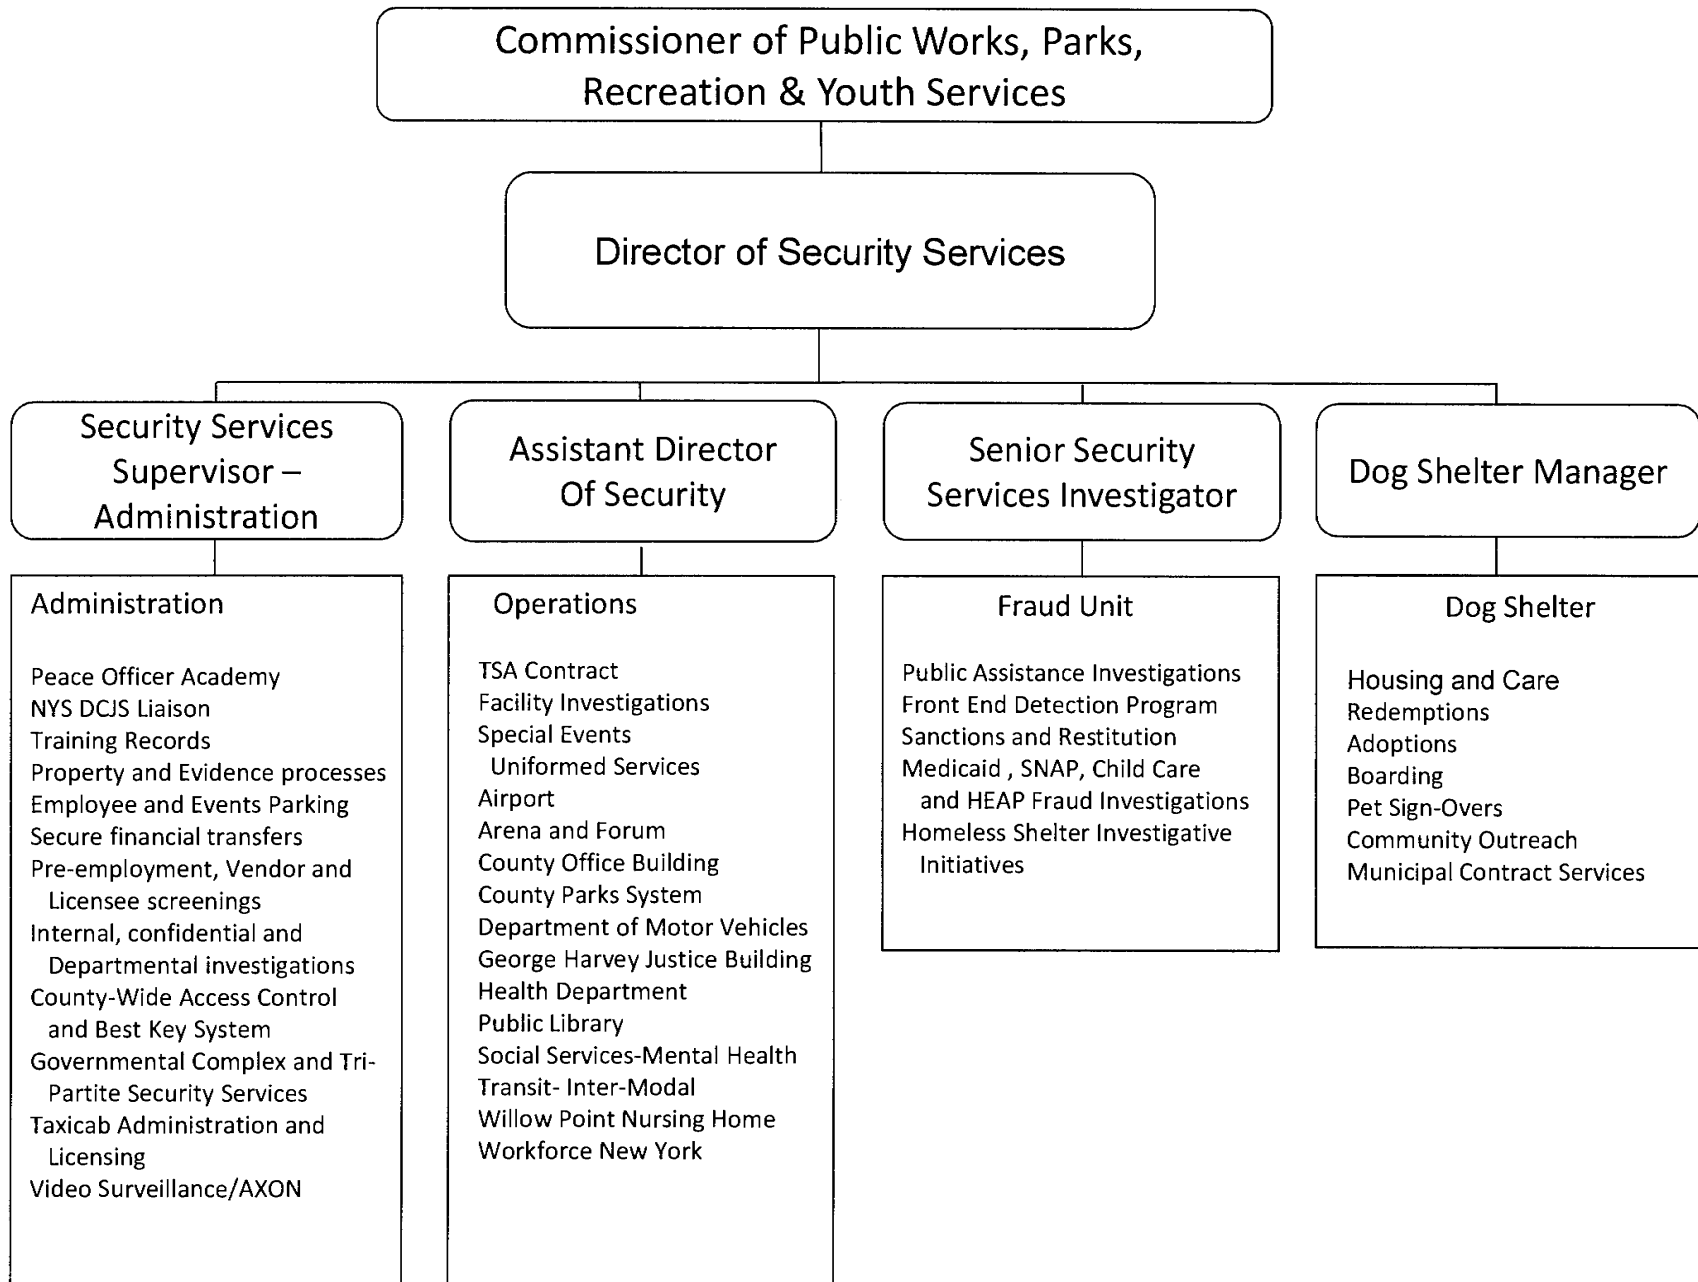 Commissioner of Public Works, Parks,
Recreation & Youth Services
Director of Security Services
Security Services
Supervisor –
Administration
Assistant Director
Of Security
Senior Security
Services Investigator
Dog Shelter Manager
Administration
Peace Officer Academy
NYS DCJS Liaison
Training Records
Property and Evidence processes
Employee and Events Parking
Secure financial transfers
Pre-employment, Vendor and
Licensee screenings
Internal, confidential and
Departmental investigations
County-Wide Access Control
and Best Key System
Governmental Complex and Tri-
Partite Security Services
Taxicab Administration and
Licensing
Video Surveillance/AXON
Operations
TSA Contract
Facility Investigations
Special Events
Uniformed Services
Airport
Arena and Forum
County Office Building
County Parks System
Department of Motor Vehicles
George Harvey Justice Building
Health Department
Public Library
Social Services-Mental Health
Transit- Inter-Modal
Willow Point Nursing Home
Workforce New York
Fraud Unit
Public Assistance Investigations
Front End Detection Program
Sanctions and Restitution
Medicaid , SNAP, Child Care
and HEAP Fraud Investigations
Homeless Shelter Investigative
Initiatives
Dog Shelter
Housing and Care
Redemptions
Adoptions
Boarding
Pet Sign-Overs
Community Outreach
Municipal Contract Services